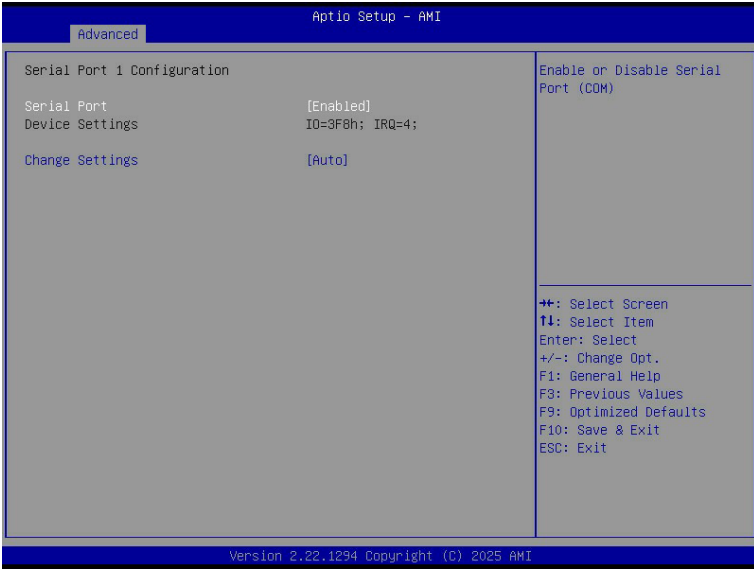 Aptio Setup – AMI
Advanced
Serial Port 1 Configuration
Serial Port [Enabled]
Device Settings IO=3F8h; IRQ=4;
Change Settings [Auto]
Enable or Disable Serial
Port (COM)
→←: Select Screen
↑↓: Select Item
Enter: Select
+/-: Change Opt.
F1: General Help
F3: Previous Values
F9: Optimized Defaults
F10: Save & Exit
ESC: Exit
Version 2.22.1294 Copyright (C) 2025 AMI